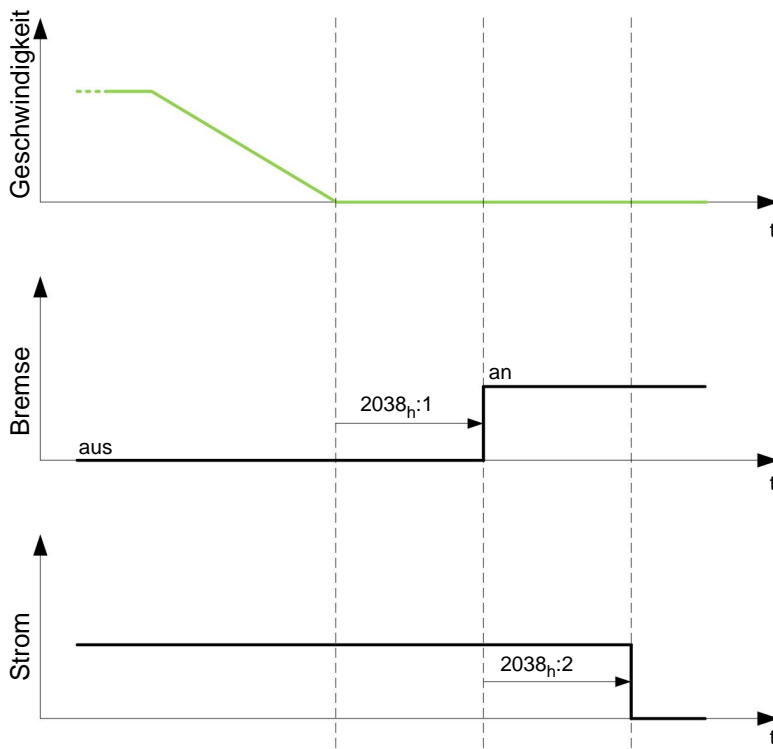 Geschwindigkeit
t
Bremse
an
2038h:1
aus
t
Strom
2038h:2
t